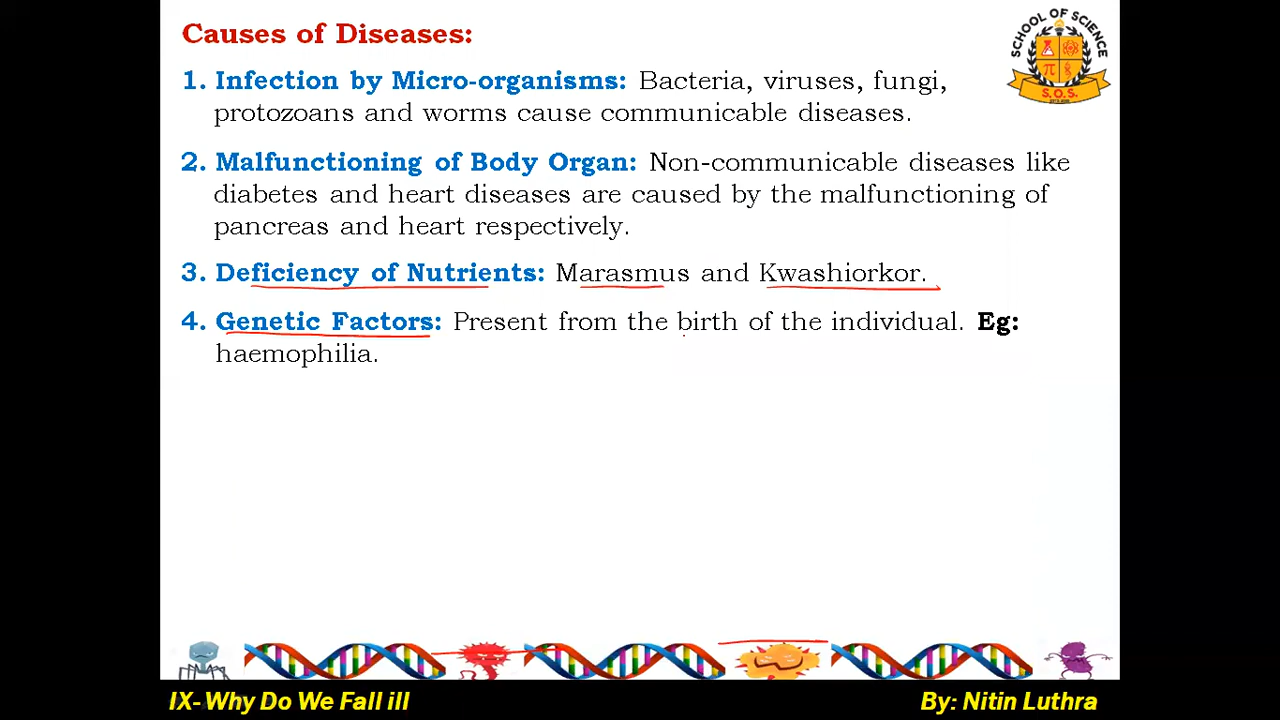 Causes of Diseases:
1. Infection by Micro-organisms: Bacteria, viruses, fungi,
protozoans and worms cause communicable diseases.
2. Malfunctioning of Body Organ: Non-communicable diseases like
diabetes and heart diseases are caused by the malfunctioning of
pancreas and heart respectively.
3. Deficiency of Nutrients: Marasmus and Kwashiorkor.
4. Genetic Factors: Present from the birth of the individual. Eg:
haemophilia.
SCHOOL OF SCIENCE
π
S.O.S.
IX- Why Do We Fall ill
By: Nitin Luthra